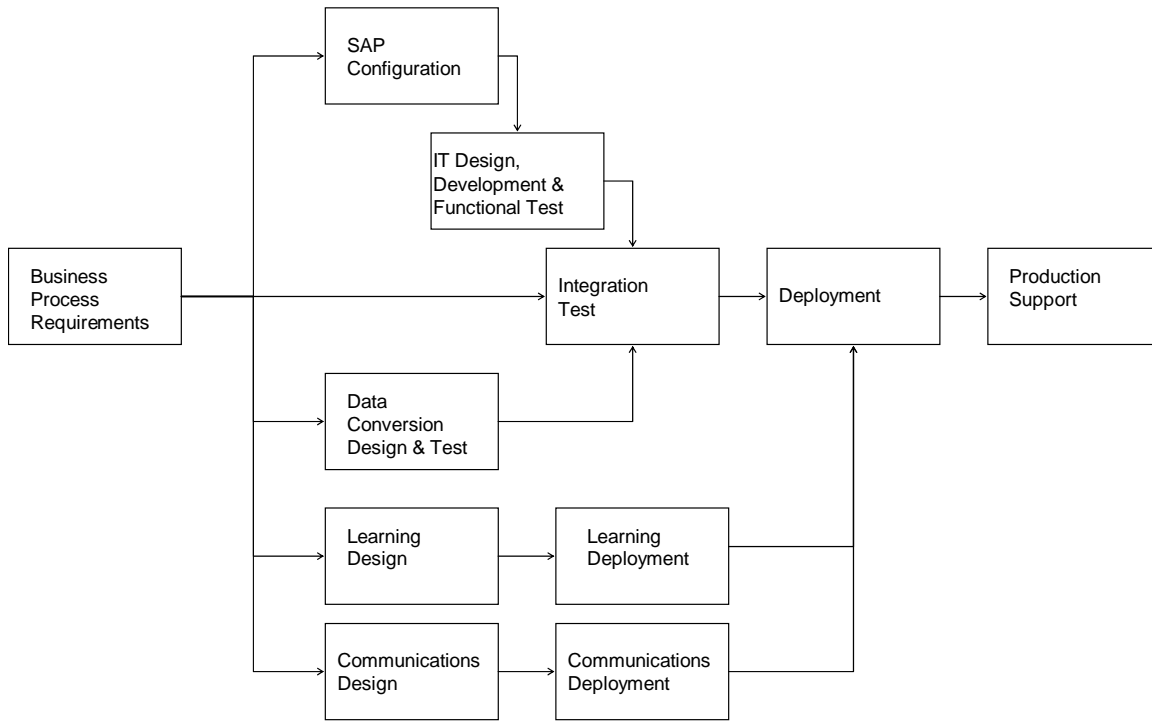 SAP
Configuration
IT Design,
Development &
Functional Test
Business
Process
Requirements
Integration
Test
Deployment
Production
Support
Data
Conversion
Design & Test
Learning
Design
Learning
Deployment
Communications
Design
Communications
Deployment